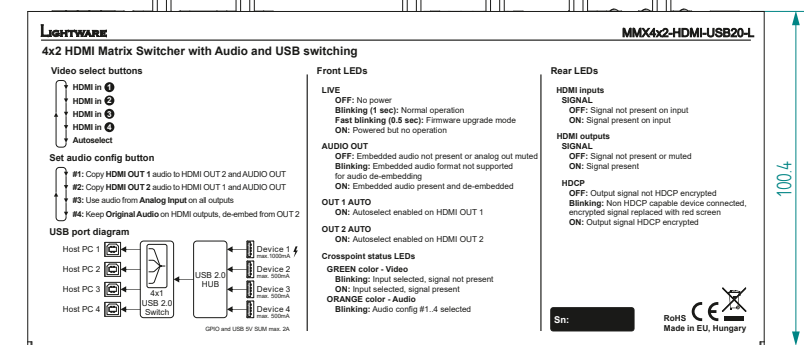 LIGHTWARE
MMX4x2-HDMI-USB20-L
4x2 HDMI Matrix Switcher with Audio and USB switching
Video select buttons
HDMI in 1
HDMI in 2
HDMI in 3
HDMI in 4
Autoselect
Set audio config button
#1: Copy HDMI OUT 1 audio to HDMI OUT 2 and AUDIO OUT
#2: Copy HDMI OUT 2 audio to HDMI OUT 1 and AUDIO OUT
#3: Use audio from Analog Input on all outputs
#4: Keep Original Audio on HDMI outputs, de-embed from OUT 2
USB port diagram
Host PC 1
Host PC 2
Host PC 3
Host PC 4
4x1
USB 2.0
Switch
USB 2.0
HUB
Device 1
max.1000mA
Device 2
max. 500mA
Device 3
max. 500mA
Device 4
max. 500mA
GPIO and USB 5V SUM max. 2A
Front LEDs
LIVE
OFF: No power
Blinking (1 sec): Normal operation
Fast blinking (0.5 sec): Firmware upgrade mode
ON: Powered but no operation
AUDIO OUT
OFF: Embedded audio not present or analog out muted
Blinking: Embedded audio format not supported
for audio de-embedding
ON: Embedded audio present and de-embedded
OUT 1 AUTO
ON: Autoselect enabled on HDMI OUT 1
OUT 2 AUTO
ON: Autoselect enabled on HDMI OUT 2
Crosspoint status LEDs
GREEN color - Video
Blinking: Input selected, signal not present
ON: Input selected, signal present
ORANGE color - Audio
Blinking: Audio config #1..4 selected
Rear LEDs
HDMI inputs
SIGNAL
OFF: Signal not present on input
ON: Signal present on input
HDMI outputs
SIGNAL
OFF: Signal not present or muted
ON: Signal present
HDCP
OFF: Output signal not HDCP encrypted
Blinking: Non HDCP capable device connected,
encrypted signal replaced with red screen
ON: Output signal HDCP encrypted
Sn:
RoHS CE
Made in EU, Hungary
100.4